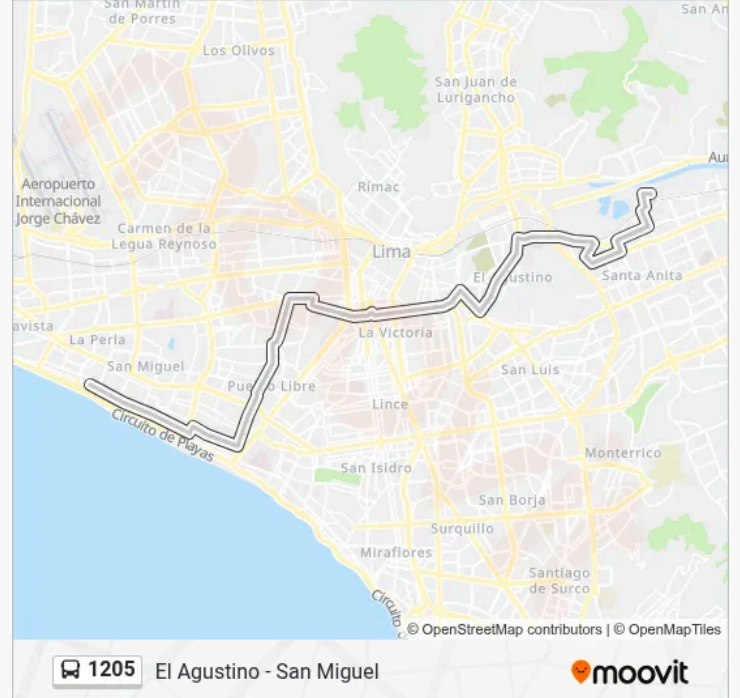 San Martín
de Porres
San An
Los Olivos
San Juan de
Lurigancho
Aeropuerto
Internacional
Jorge Chávez
Rímac
Au
Carmen de la
Legua Reynoso
Lima
El Agustino
Santa Anita
avista
La Perla
La Victoria
San Miguel
San Luis
Pueblo Libre
Lince
Circuito de Playas
San Isidro
Monterrico
San Borja
Surquillo
Miraflores
Santiago
de Surco
Circuito
© OpenStreetMap contributors | © OpenMapTiles
1205 El Agustino - San Miguel
moovit